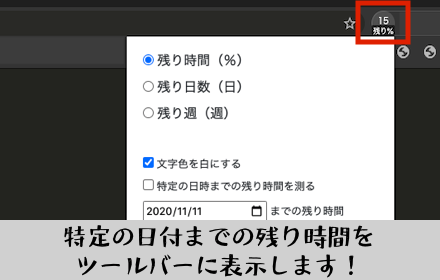 15
残り%
残り時間（%）
残り日数（日）
残り週（週）
文字色を白にする
特定の日時までの残り時間を測る
2020/11/11 までの残り時間
特定の日付までの残り時間を
ツールバーに表示します！